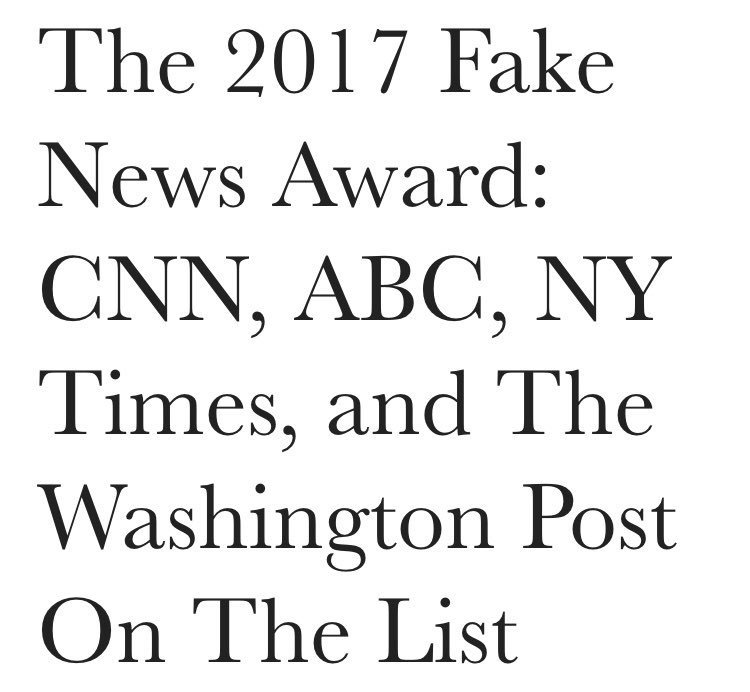 The 2017 Fake
News Award:
CNN, ABC, NY
Times, and The
Washington Post
On The List